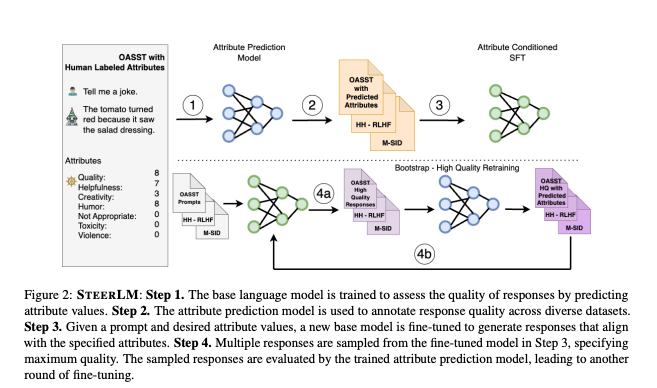 OASST with
Human Labeled Attributes
Tell me a joke.
The tomato turned
red because it saw
the salad dressing.
Attributes
Quality: 8
Helpfulness: 7
Creativity: 3
Humor: 8
Not Appropriate: 0
Toxicity: 0
Violence: 0
1
Attribute Prediction
Model
2
OASST
with
Predicted
Attributes
HH - RLHF
M-SID
3
Attribute Conditioned
SFT
Bootstrap - High Quality Retraining
OASST
Prompts
HH - RLHF
M-SID
4a
OASST
High
Quality
Responses
HH - RLHF
M-SID
OASST
HQ with
Predicted
Attributes
HH - RLHF
M-SID
4b
Figure 2: STEERLM: Step 1. The base language model is trained to assess the quality of responses by predicting
attribute values. Step 2. The attribute prediction model is used to annotate response quality across diverse datasets.
Step 3. Given a prompt and desired attribute values, a new base model is fine-tuned to generate responses that align
with the specified attributes. Step 4. Multiple responses are sampled from the fine-tuned model in Step 3, specifying
maximum quality. The sampled responses are evaluated by the trained attribute prediction model, leading to another
round of fine-tuning.